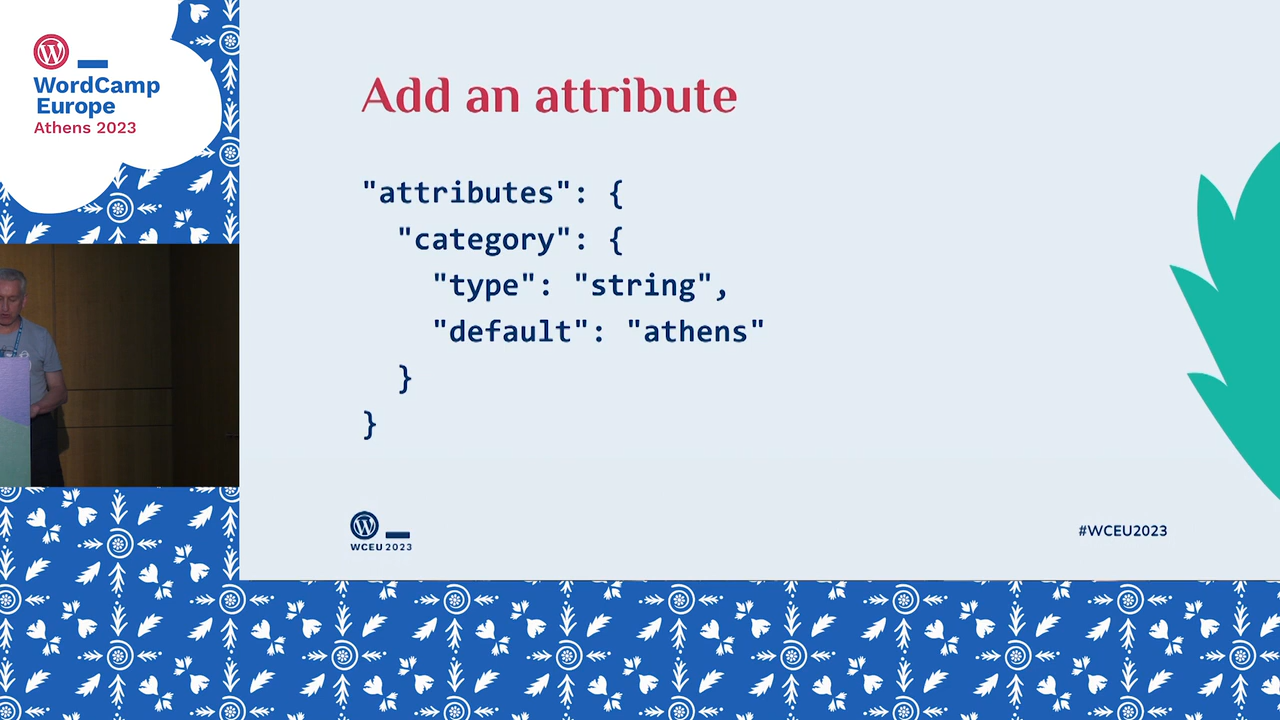 WordCamp
Europe
Athens 2023
Add an attribute
"attributes": {
"category": {
"type": "string",
"default": "athens"
}
}
WCEU 2023
#WCEU2023